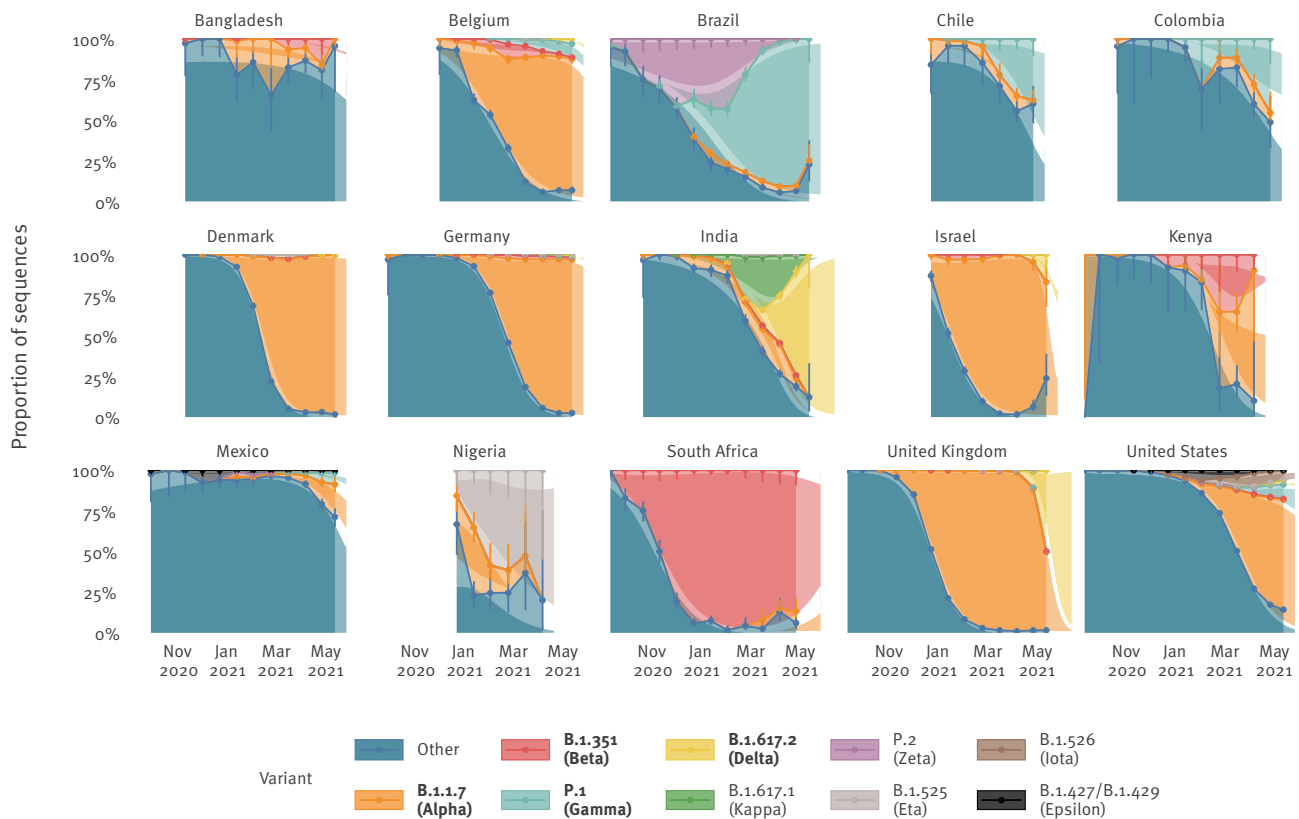 Bangladesh Belgium Brazil Chile Colombia
100%
75%
50%
25%
0%
Denmark Germany India Israel Kenya
100%
75%
50%
25%
0%
Proportion of sequences
Mexico Nigeria South Africa United Kingdom United States
100%
75%
50%
25%
0%
Nov Jan Mar May Nov Jan Mar May Nov Jan Mar May Nov Jan Mar May Nov Jan Mar May
2020 2021 2021 2021 2020 2021 2021 2021 2020 2021 2021 2021 2020 2021 2021 2021 2020 2021 2021 2021
Variant
Other
B.1.351
(Beta)
B.1.617.2
(Delta)
P.2
(Zeta)
B.1.526
(Iota)
B.1.1.7
(Alpha)
P.1
(Gamma)
B.1.617.1
(Kappa)
B.1.525
(Eta)
B.1.427/B.1.429
(Epsilon)